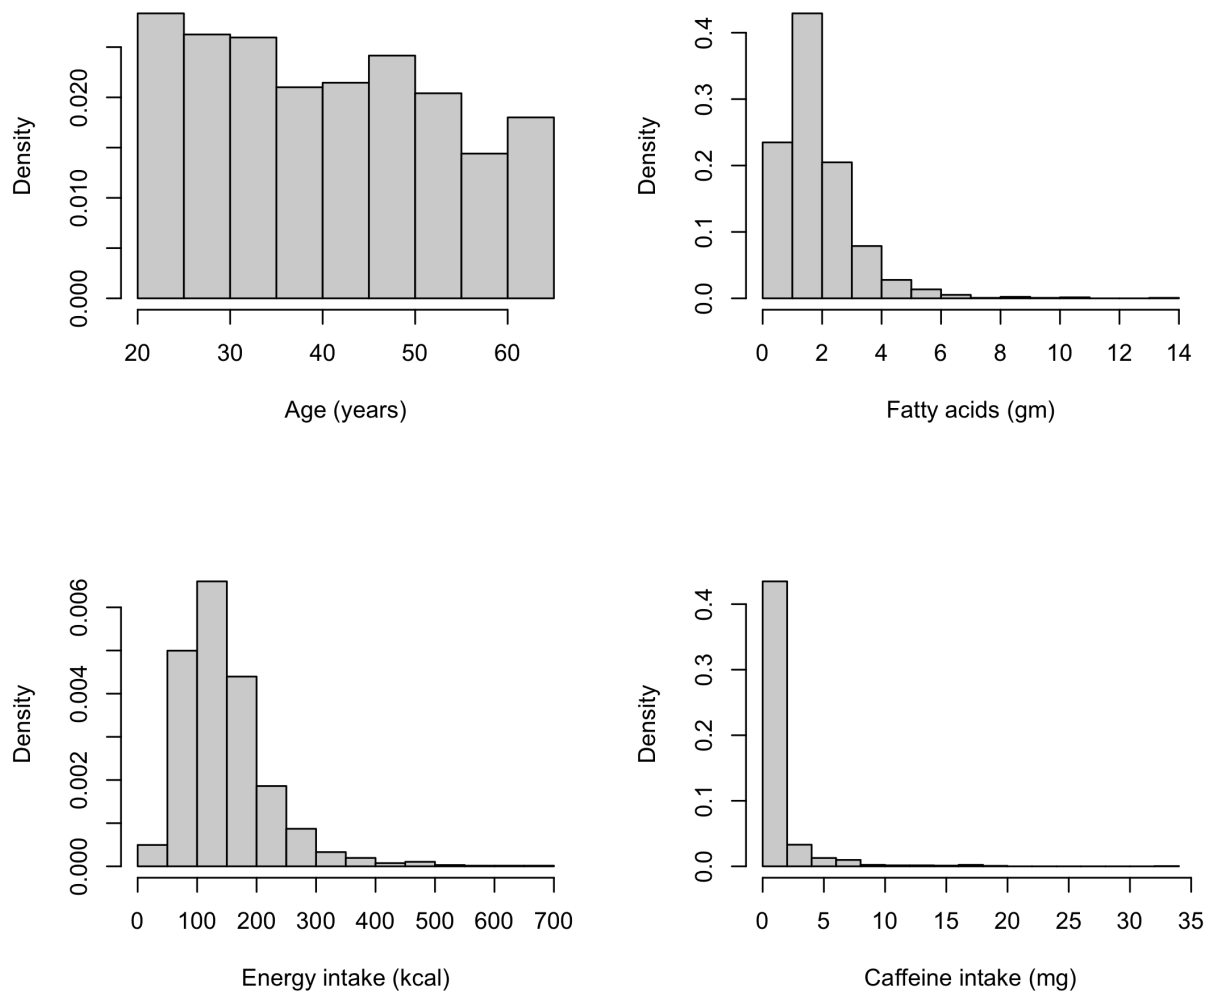 Density
0.000 0.010 0.020
20 30 40 50 60
Age (years)
Density
0.0 0.1 0.2 0.3 0.4
0 2 4 6 8 10 12 14
Fatty acids (gm)
Density
0.000 0.002 0.004 0.006
0 100 200 300 400 500 600 700
Energy intake (kcal)
Density
0.0 0.1 0.2 0.3 0.4
0 5 10 15 20 25 30 35
Caffeine intake (mg)